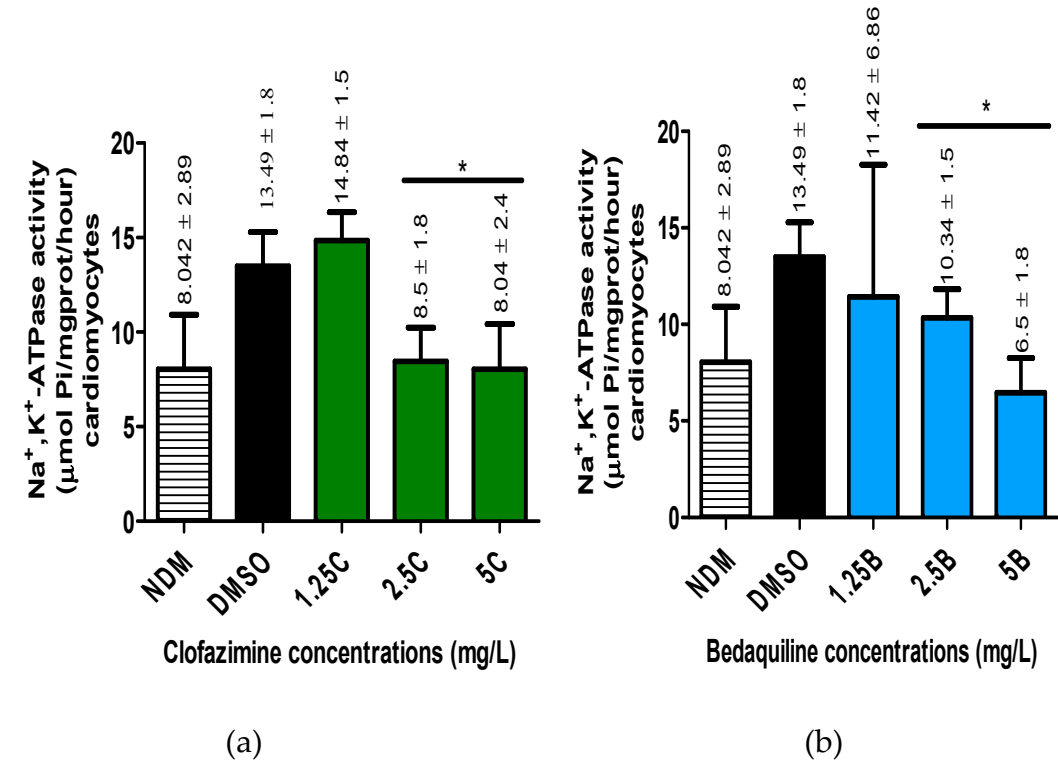 Na⁺,K⁺-ATPase activity
(μmol Pi/mgprot/hour)
cardiomyocytes
20
15
10
5
0
8.042 ± 2.89
13.49 ± 1.8
14.84 ± 1.5
8.5 ± 1.8
8.04 ± 2.4
*
NDM
DMSO
1.25C
2.5C
5C
Clofazimine concentrations (mg/L)
(a)
Na⁺,K⁺-ATPase activity
(μmol Pi/mgprot/hour)
cardiomyocytes
20
15
10
5
0
8.042 ± 2.89
13.49 ± 1.8
11.42 ± 6.86
10.34 ± 1.5
6.5 ± 1.8
*
NDM
DMSO
1.25B
2.5B
5B
Bedaquiline concentrations (mg/L)
(b)